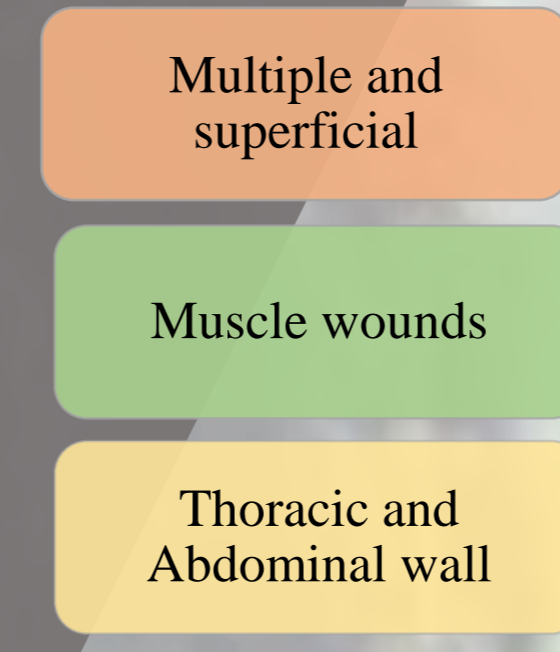 Multiple and
superficial
Muscle wounds
Thoracic and
Abdominal wall